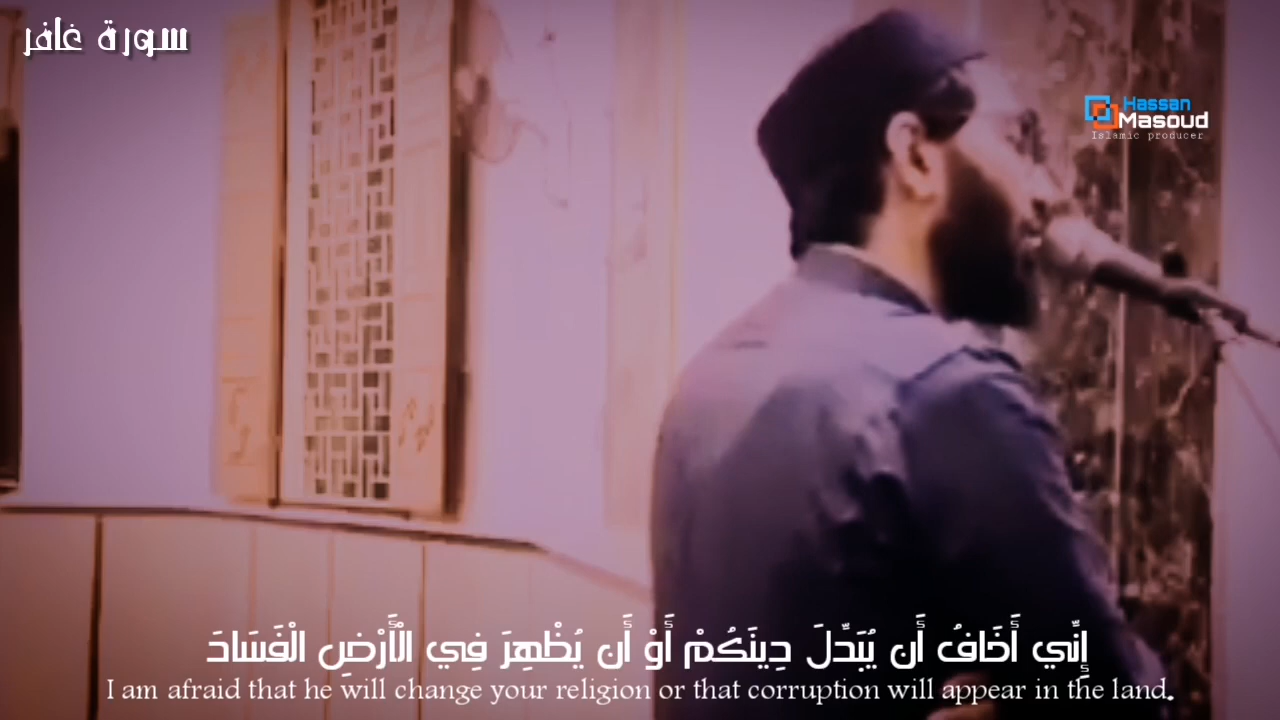 سورة غافر
Hassan
Masoud
Islamic producer
إِنِّي أَخَافُ أَن يُبَدِّلَ دِينَكُمْ أَوْ أَن يُظْهِرَ فِي الْأَرْضِ الْفَسَادَ
I am afraid that he will change your religion or that corruption will appear in the land.